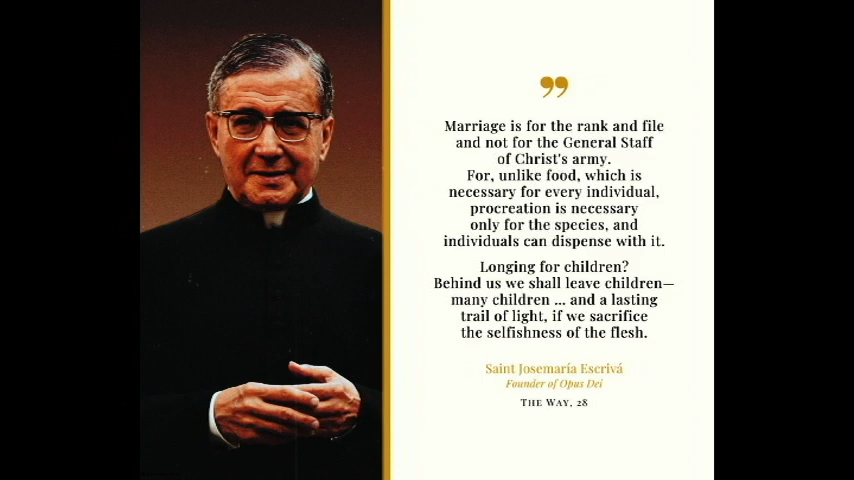 ”
Marriage is for the rank and file
and not for the General Staff
of Christ's army.
For, unlike food, which is
necessary for every individual,
procreation is necessary
only for the species, and
individuals can dispense with it.
Longing for children?
Behind us we shall leave children—
many children ... and a lasting
trail of light, if we sacrifice
the selfishness of the flesh.
Saint Josemaría Escrivá
Founder of Opus Dei
THE WAY, 28